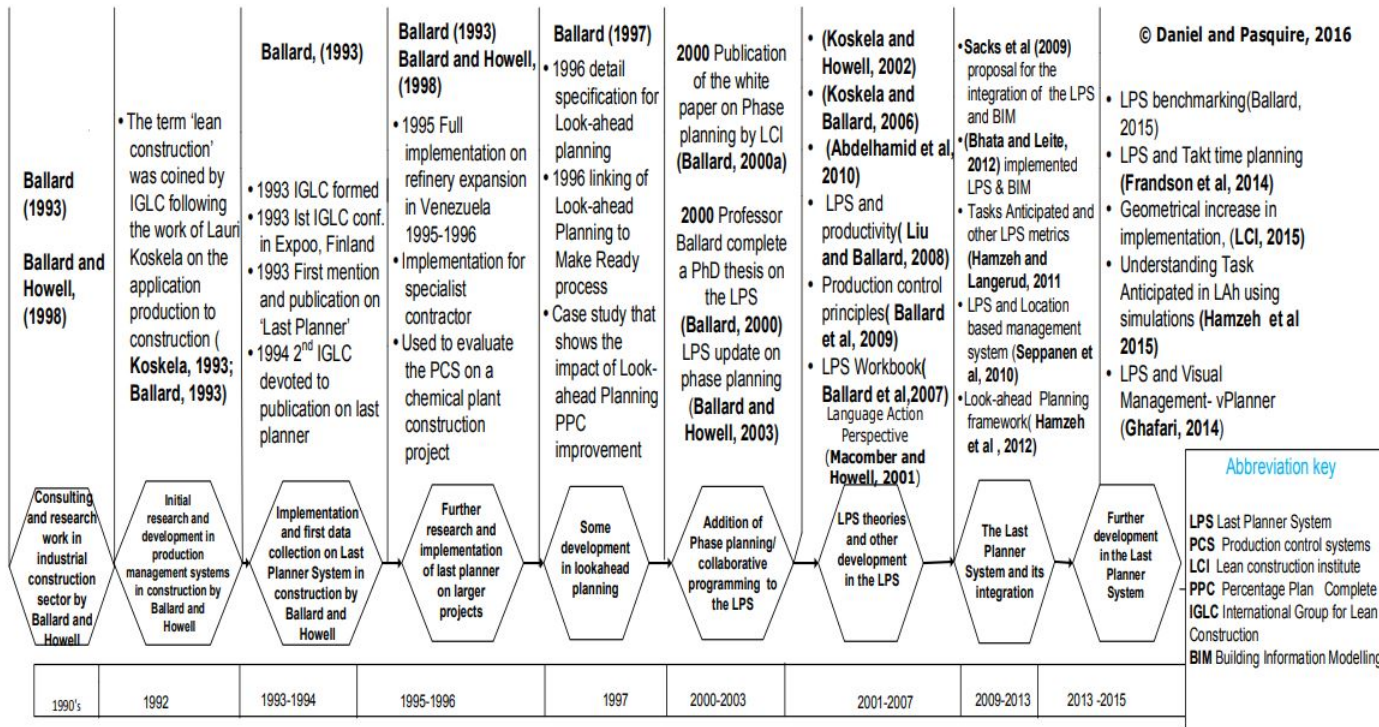 Ballard
(1993)
Ballard and
Howell,
(1998)
• The term ‘lean
construction’
was coined by
IGLC following
the work of Lauri
Koskela on the
application
production to
construction (
Koskela, 1993;
Ballard, 1993)
Ballard, (1993)
• 1993 IGLC formed
• 1993 Ist IGLC conf.
in Expoo, Finland
• 1993 First mention
and publication on
‘Last Planner’
• 1994 2nd IGLC
devoted to
publication on last
planner
Ballard (1993)
Ballard and Howell,
(1998)
• 1995 Full
implementation on
refinery expansion
in Venezuela
1995-1996
• Implementation for
specialist
contractor
• Used to evaluate
the PCS on a
chemical plant
construction
project
Ballard (1997)
• 1996 detail
specification for
Look-ahead
planning
• 1996 linking of
Look-ahead
Planning to
Make Ready
process
• Case study that
shows the
impact of Look-
ahead Planning
PPC
improvement
2000 Publication
of the white
paper on Phase
planning by LCI
(Ballard, 2000a)
2000 Professor
Ballard complete
a PhD thesis on
the LPS
(Ballard, 2000)
LPS update on
phase planning
(Ballard and
Howell, 2003)
• (Koskela and
Howell, 2002)
• (Koskela and
Ballard, 2006)
• (Abdelhamid et al,
2010)
• LPS and
productivity( Liu
and Ballard, 2008)
• Production control
principles( Ballard
et al, 2009)
• LPS Workbook(
Ballard et al,2007)
Language Action
Perspective
(Macomber and
Howell, 2001)
• Sacks et al (2009)
proposal for the
integration of the LPS
and BIM
• (Bhata and Leite,
2012) implemented
LPS & BIM
• Tasks Anticipated and
other LPS metrics
(Hamzeh and
Langerud, 2011
• LPS and Location
based management
system (Seppanen et
al, 2010)
• Look-ahead Planning
framework( Hamzeh
et al , 2012)
© Daniel and Pasquire, 2016
• LPS benchmarking(Ballard,
2015)
• LPS and Takt time planning
(Frandson et al, 2014)
• Geometrical increase in
implementation, (LCI, 2015)
• Understanding Task
Anticipated in LAh using
simulations (Hamzeh et al
2015)
• LPS and Visual
Management- vPlanner
(Ghafari, 2014)
Consulting
and research
work in
industrial
construction
sector by
Ballard and
Howell
Initial
research and
development in
production
management systems
in construction by
Ballard and
Howell
Implementation
and first data
collection on Last
Planner System in
construction by
Ballard and
Howell
Further
research and
implementation
of last planner
on larger
projects
Some
development
in lookahead
planning
Addition of
Phase planning/
collaborative
programming to
the LPS
LPS theories
and other
development
in the LPS
The Last
Planner
System and its
integration
Further
development
in the Last
Planner
System
Abbreviation key
LPS Last Planner System
PCS Production control systems
LCI Lean construction institute
PPC Percentage Plan Complete
IGLC International Group for Lean
Construction
BIM Building Information Modelling
1990's
1992
1993-1994
1995-1996
1997
2000-2003
2001-2007
2009-2013
2013 -2015